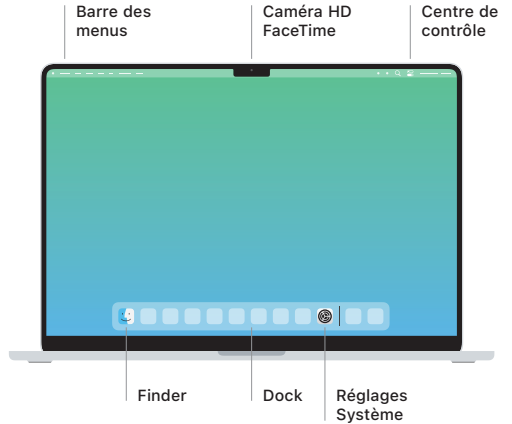 Barre des
menus
Caméra HD
FaceTime
Centre de
contrôle
Finder
Dock
Réglages
Système